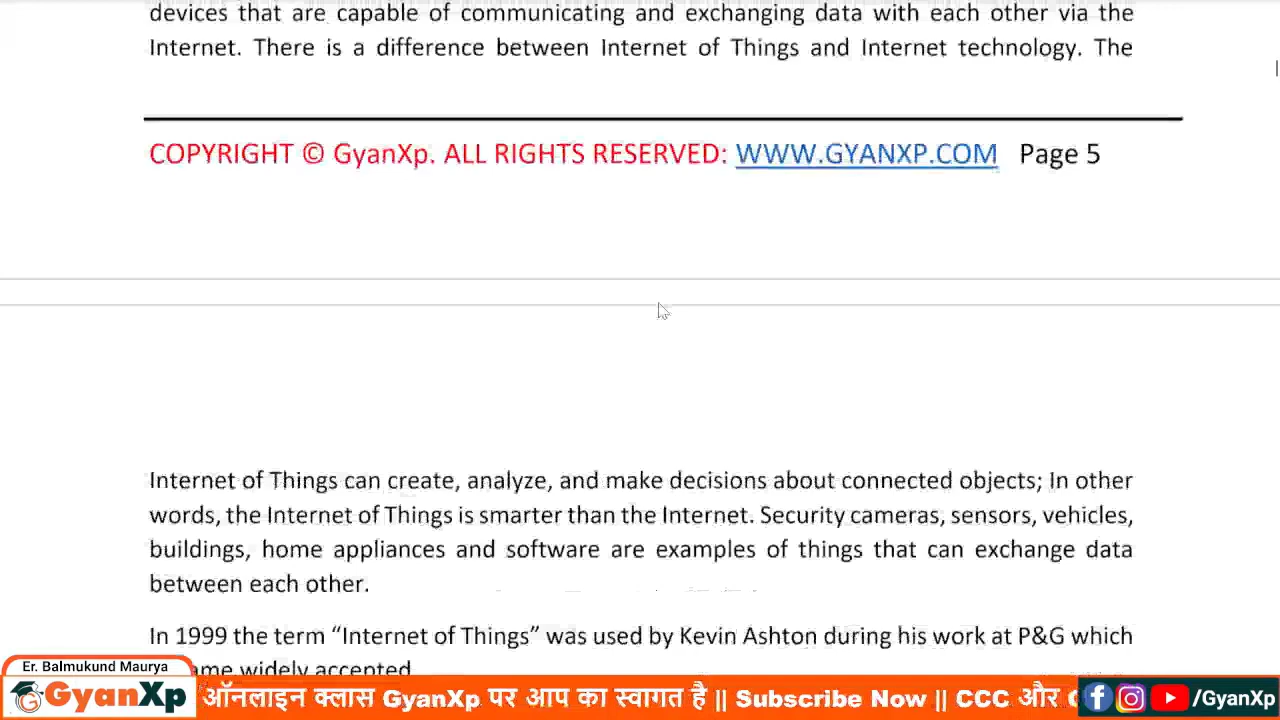 devices that are capable of communicating and exchanging data with each other via the
Internet. There is a difference between Internet of Things and Internet technology. The
COPYRIGHT © GyanXp. ALL RIGHTS RESERVED: WWW.GYANXP.COM Page 5
Internet of Things can create, analyze, and make decisions about connected objects; In other
words, the Internet of Things is smarter than the Internet. Security cameras, sensors, vehicles,
buildings, home appliances and software are examples of things that can exchange data
between each other.
In 1999 the term “Internet of Things” was used by Kevin Ashton during his work at P&G which
widely accepted
Er. Balmukund Maurya
GyanXp ऑनलाइन क्लास GyanXp पर आप का स्वागत है || Subscribe Now || CCC और /GyanXp